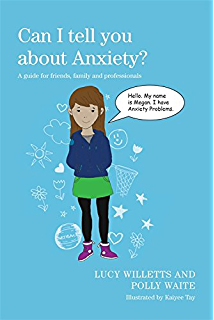 Can I tell you
about Anxiety?
A guide for friends, family and professionals
Hello. My name
is Megan. I have
Anxiety Problems.
LUCY WILLETTS AND
POLLY WAITE
Illustrated by Kaiyee Tay